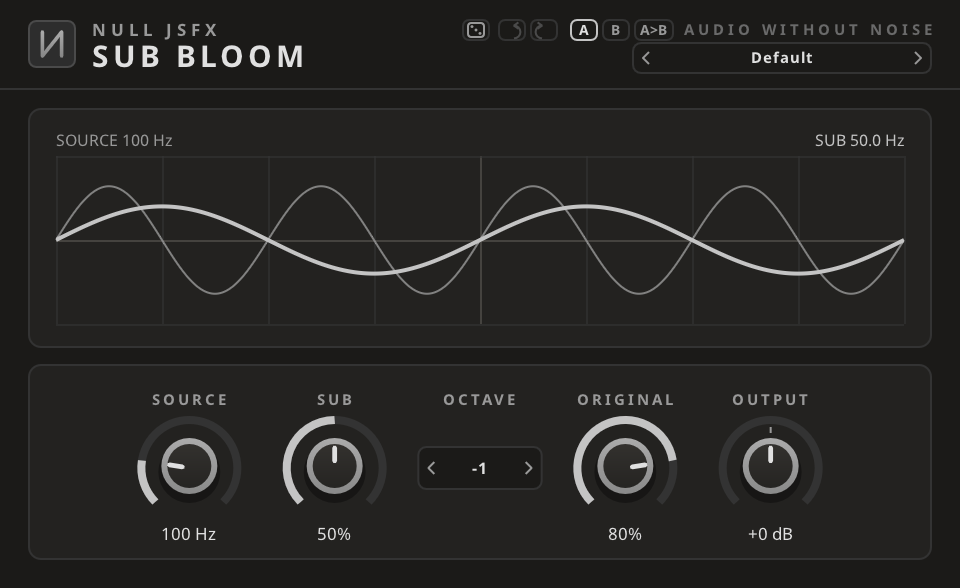 NULL JSFX
SUB BLOOM
A B A>B AUDIO WITHOUT NOISE
Default
SOURCE 100 Hz SUB 50.0 Hz
SOURCE SUB OCTAVE ORIGINAL OUTPUT
-1
100 Hz 50% 80% +0 dB